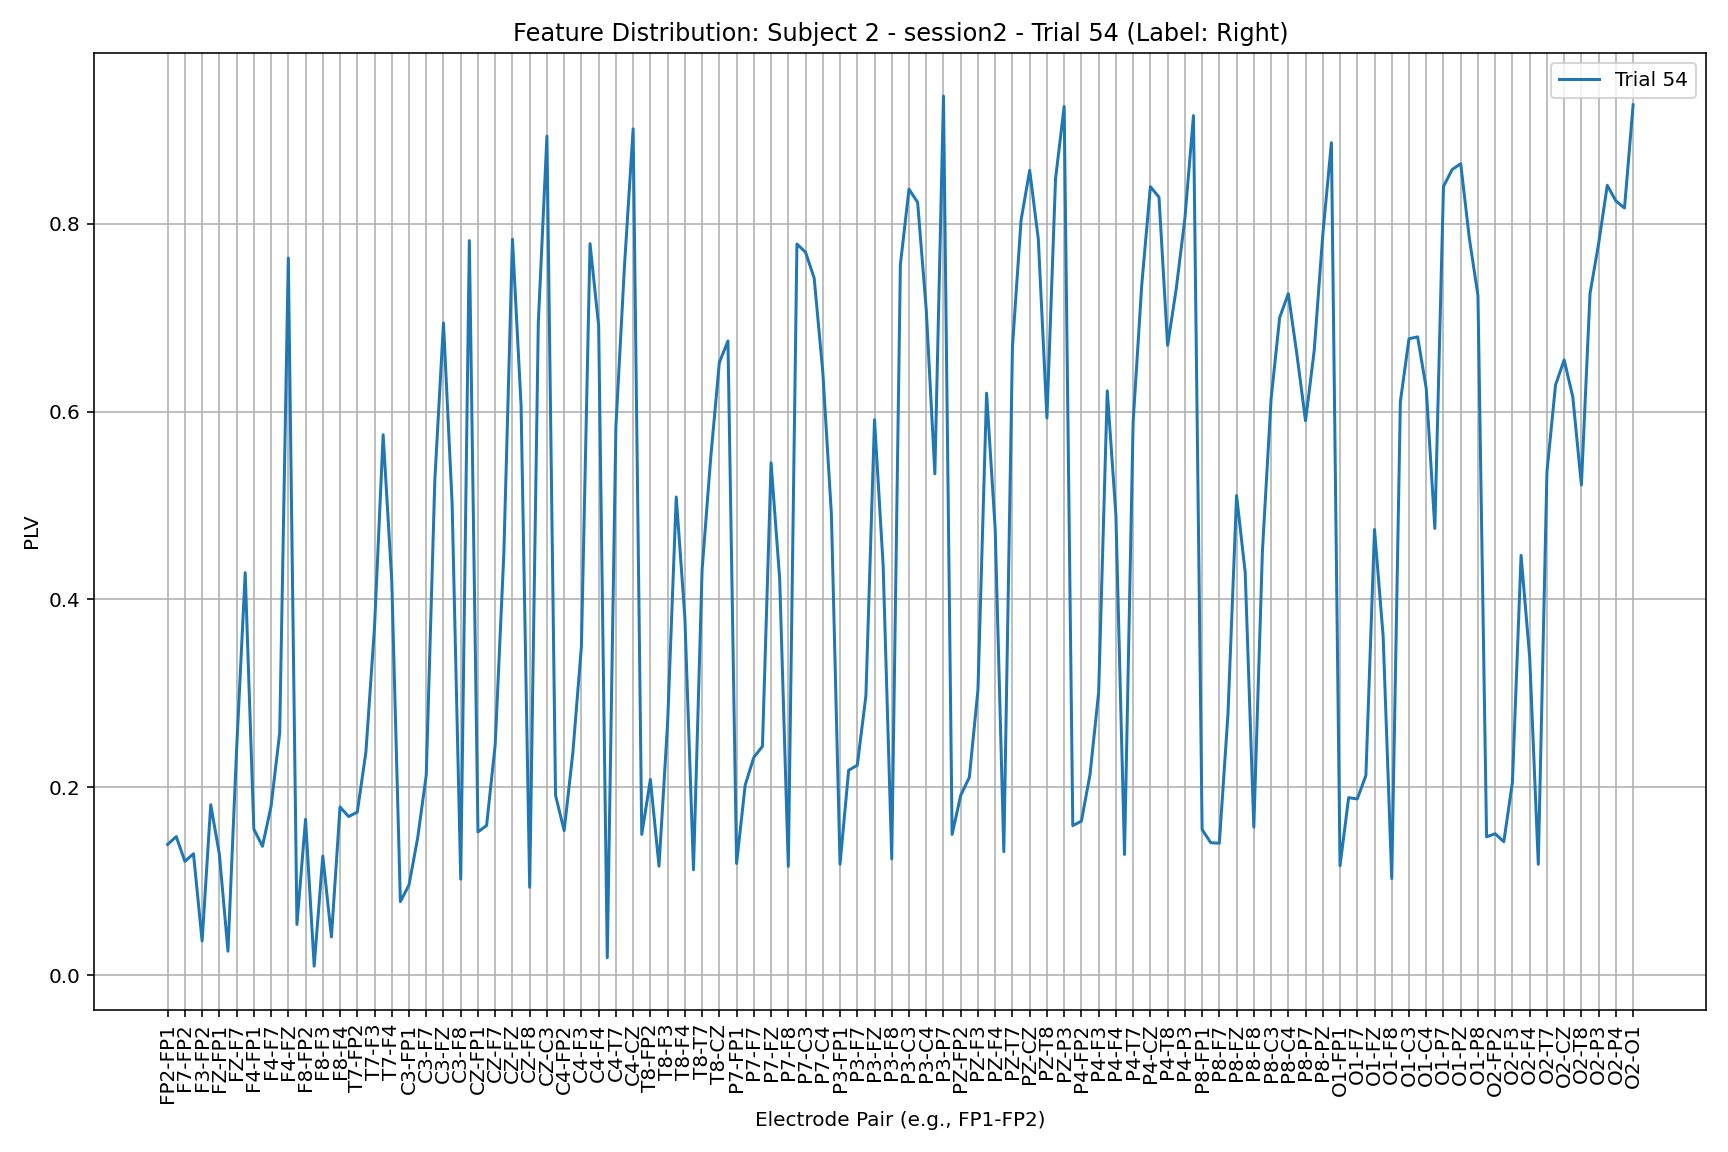 Feature Distribution: Subject 2 - session2 - Trial 54 (Label: Right)
Trial 54
PLV
0.8
0.6
0.4
0.2
0.0
FP2-FP1
F7-FP2
F3-FP2
FZ-FP1
FZ-F7
F4-FP1
F4-F7
F4-FZ
F8-FP2
F8-F3
F8-F4
T7-FP2
T7-F3
T7-F4
C3-FP1
C3-F7
C3-FZ
C3-F8
CZ-FP1
CZ-F7
CZ-FZ
CZ-F8
CZ-C3
C4-FP2
C4-F3
C4-F4
C4-T7
C4-CZ
T8-FP2
T8-F3
T8-F4
T8-T7
T8-CZ
P7-FP1
P7-F7
P7-FZ
P7-F8
P7-C3
P7-C4
P3-FP1
P3-F7
P3-FZ
P3-F8
P3-C3
P3-C4
P3-P7
PZ-FP2
PZ-F3
PZ-F4
PZ-T7
PZ-CZ
PZ-T8
PZ-P3
P4-FP2
P4-F3
P4-F4
P4-T7
P4-CZ
P4-T8
P4-P3
P8-FP1
P8-F7
P8-FZ
P8-F8
P8-C3
P8-C4
P8-P7
P8-PZ
O1-FP1
O1-F7
O1-FZ
O1-F8
O1-C3
O1-C4
O1-P7
O1-PZ
O1-P8
O2-FP2
O2-F3
O2-F4
O2-T7
O2-CZ
O2-T8
O2-P3
O2-P4
O2-O1
Electrode Pair (e.g., FP1-FP2)